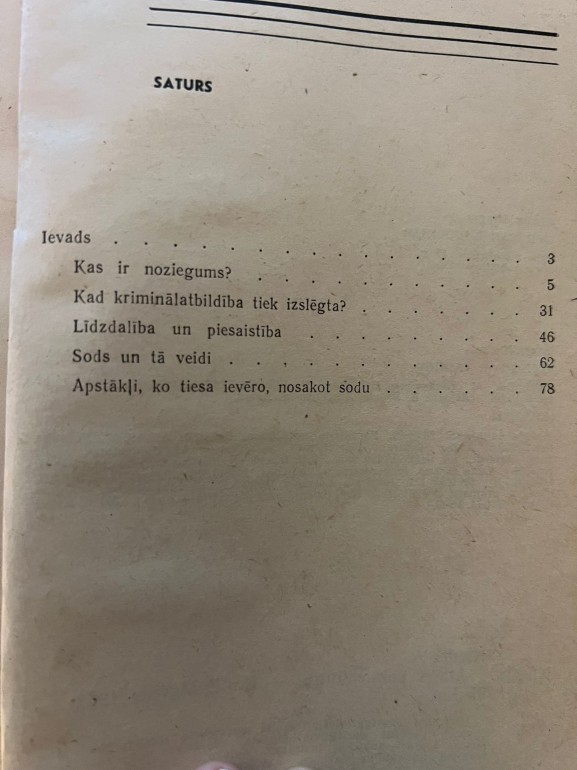 SATURS
Ievads . . . . . . . . . . . . . . . 3
Kas ir noziegums? . . . . . . . . . . 5
Kad kriminālatbildība tiek izslēgta? . . . . . . 31
Līdzdalība un piesaistība . . . . . . . . 46
Sods un tā veidi . . . . . . . . . . . 62
Apstākļi, ko tiesa ievēro, nosakot sodu . . . . . . 78